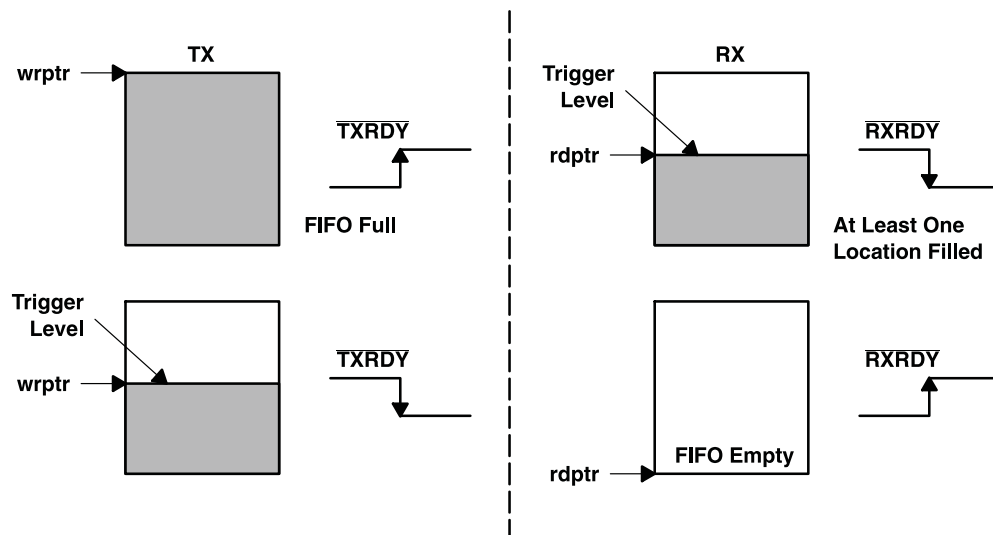 TX
wrptr
TXRDY
FIFO Full
Trigger
Level
TXRDY
wrptr
RX
Trigger
Level
RXRDY
rdptr
At Least One
Location Filled
RXRDY
FIFO Empty
rdptr